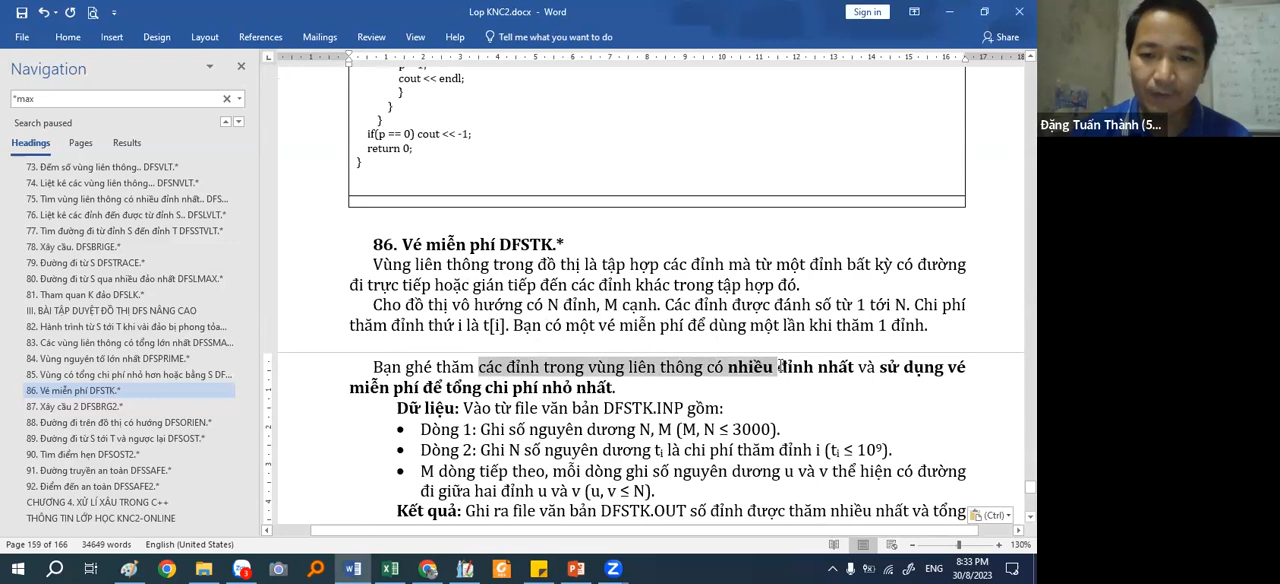 Lop KNC2.docx - Word
Sign in
File Home Insert Design Layout References Mailings Review View Help Tell me what you want to do Share
Navigation
*max
Search paused
Headings Pages Results
73. Đếm số vùng liên thông.. DFSVLT.*
74. Liệt kê các vùng liên thông... DFSNVLT.*
75. Tìm vùng liên thông có nhiều đỉnh nhất.. DFS...
76. Liệt kê các đỉnh đến được từ đỉnh S.. DFSLVLT.*
77. Tìm đường đi từ đỉnh S đến đỉnh T DFSSTVLT.*
78. Xây cầu. DFSBRIGE.*
79. Đường đi từ S DFSTRACE.*
80. Đường đi từ S qua nhiều đảo nhất DFSLMAX.*
81. Tham quan K đảo DFSLK.*
III. BÀI TẬP DUYỆT ĐỒ THỊ DFS NÂNG CAO
82. Hành trình từ S tới T khi vài đảo bị phong tỏa...
83. Các vùng liên thông có tổng chi phí lớn nhất D...
84. Vùng nguyên tố lớn nhất DFSPRIME.*
85. Vùng có tổng chi phí nhỏ hơn hoặc bằng S DF...
86. Vé miễn phí DFSTK.*
87. Xây cầu 2 DFSBRG2.*
88. Đường đi trên đồ thị có hướng DFSORIEN.*
89. Đường đi từ S tới T và ngược lại DFSOST.*
90. Tìm điểm hẹn DFSOST2.*
91. Đường truyền an toàn DFSSAFE.*
92. Điểm đến an toàn DFSSAFE2.*
CHƯƠNG 4. XỬ LÍ XÂU TRONG C++
THÔNG TIN LỚP HỌC KNC2-ONLINE
cout << endl;
}
}
}
if(p == 0) cout << -1;
return 0;
}
86. Vé miễn phí DFSTK.*
Vùng liên thông trong đồ thị là tập hợp các đỉnh mà từ một đỉnh bất kỳ có đường
đi trực tiếp hoặc gián tiếp đến các đỉnh khác trong tập hợp đó.
Cho đồ thị vô hướng có N đỉnh, M cạnh. Các đỉnh được đánh số từ 1 tới N. Chi phí
thăm đỉnh thứ i là t[i]. Bạn có một vé miễn phí để dùng một lần khi thăm 1 đỉnh.
Bạn ghé thăm các đỉnh trong vùng liên thông có nhiều đỉnh nhất và sử dụng vé
miễn phí để tổng chi phí nhỏ nhất.
Dữ liệu: Vào từ file văn bản DFSTK.INP gồm:
• Dòng 1: Ghi số nguyên dương N, M (M, N ≤ 3000).
• Dòng 2: Ghi N số nguyên dương tᵢ là chi phí thăm đỉnh i (tᵢ ≤ 10⁹).
• M dòng tiếp theo, mỗi dòng ghi số nguyên dương u và v thể hiện có đường
đi giữa hai đỉnh u và v (u, v ≤ N).
Kết quả: Ghi ra file văn bản DFSTK.OUT số đỉnh được thăm nhiều nhất và tổng
(Ctrl)
Đặng Tuấn Thành (5...
Page 159 of 166 34649 words English (United States) 130%
ENG
8:33 PM
30/8/2023